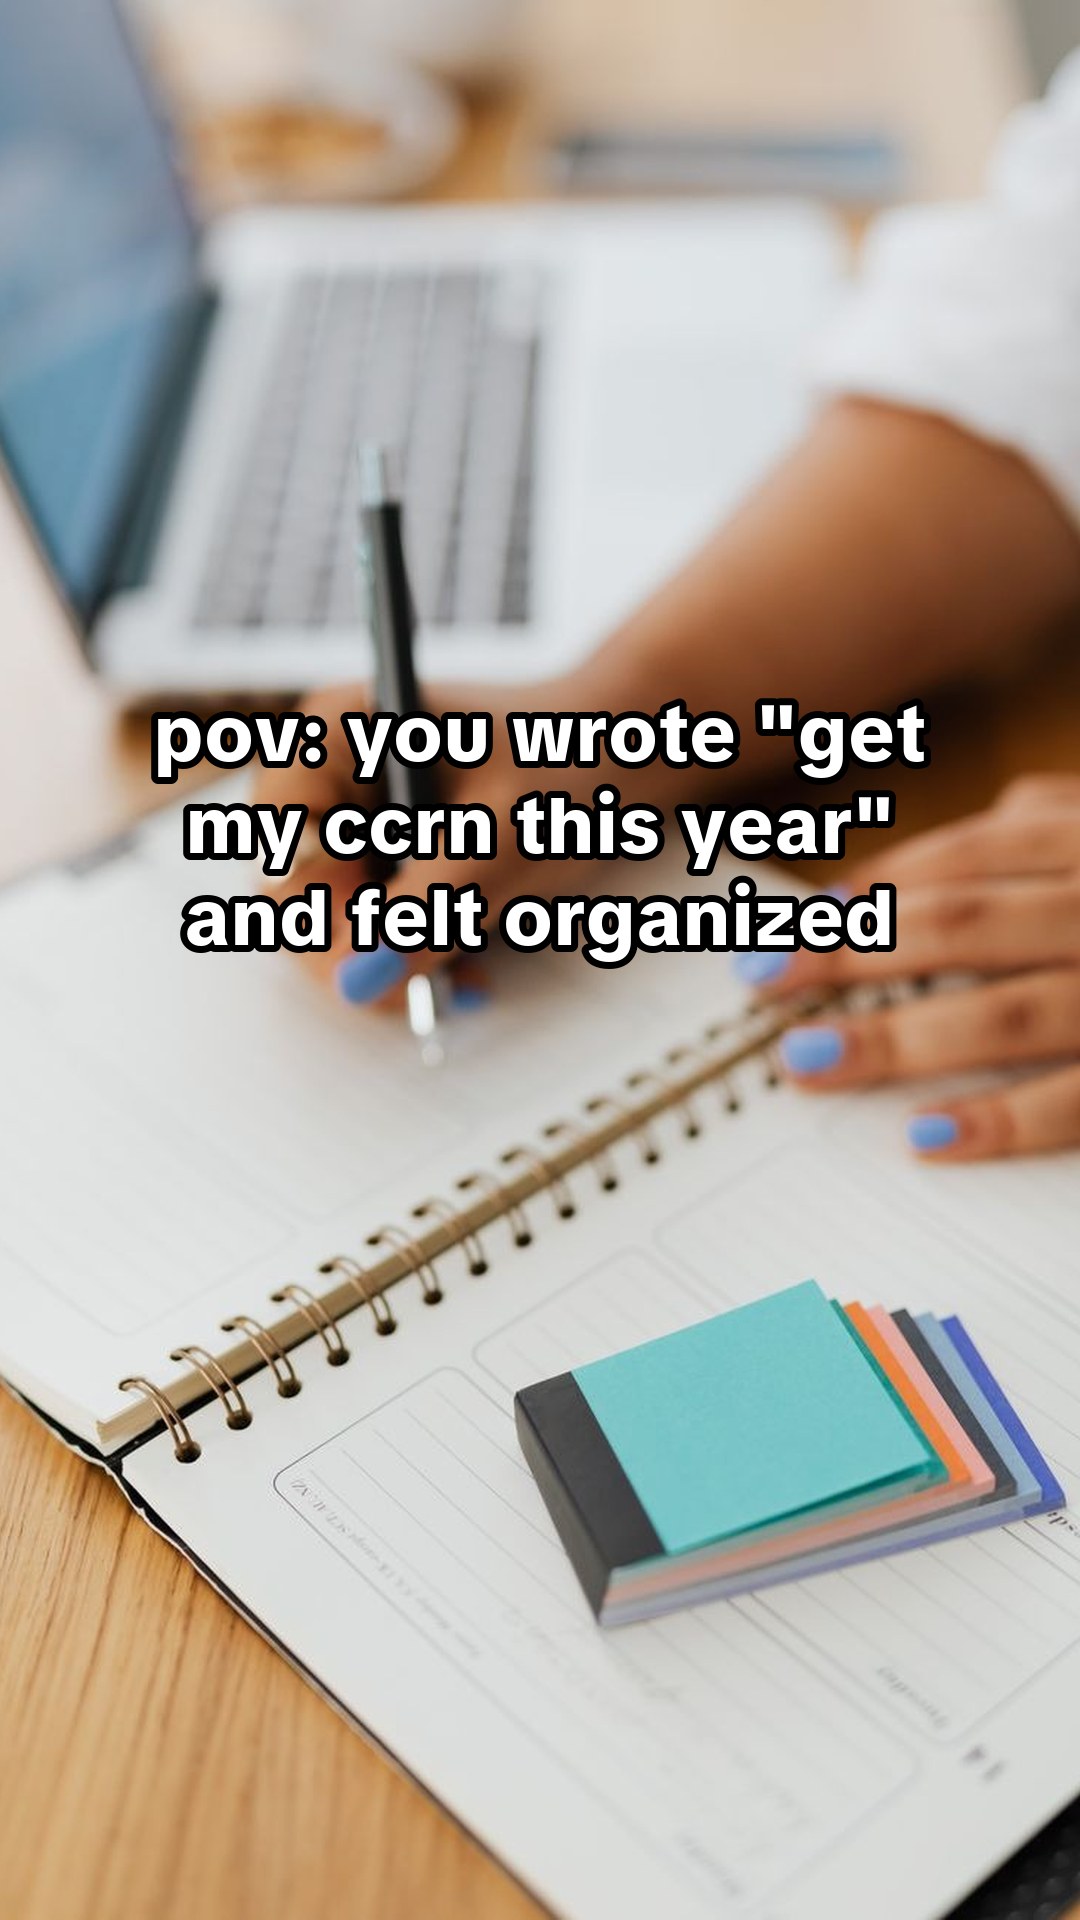 pov: you wrote "get
my ccrn this year"
and felt organized